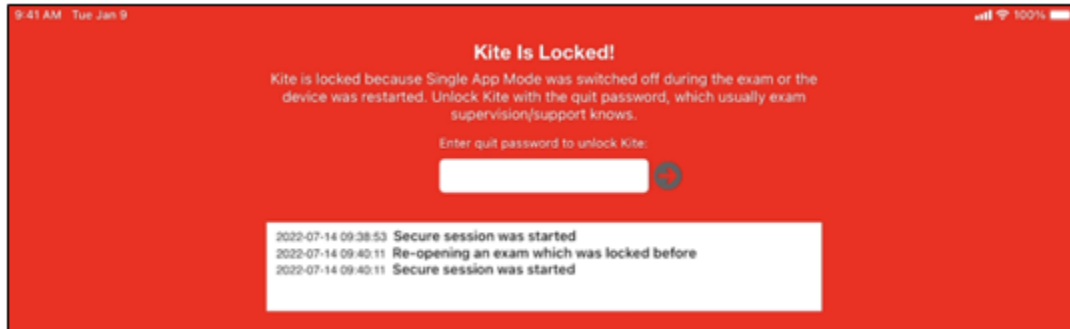 9:41 AM Tue Jan 9
100%
Kite Is Locked!
Kite is locked because Single App Mode was switched off during the exam or the
device was restarted. Unlock Kite with the quit password, which usually exam
supervision/support knows.
Enter quit password to unlock Kite:
2022-07-14 09:38:53 Secure session was started
2022-07-14 09:40:11 Re-opening an exam which was locked before
2022-07-14 09:40:11 Secure session was started